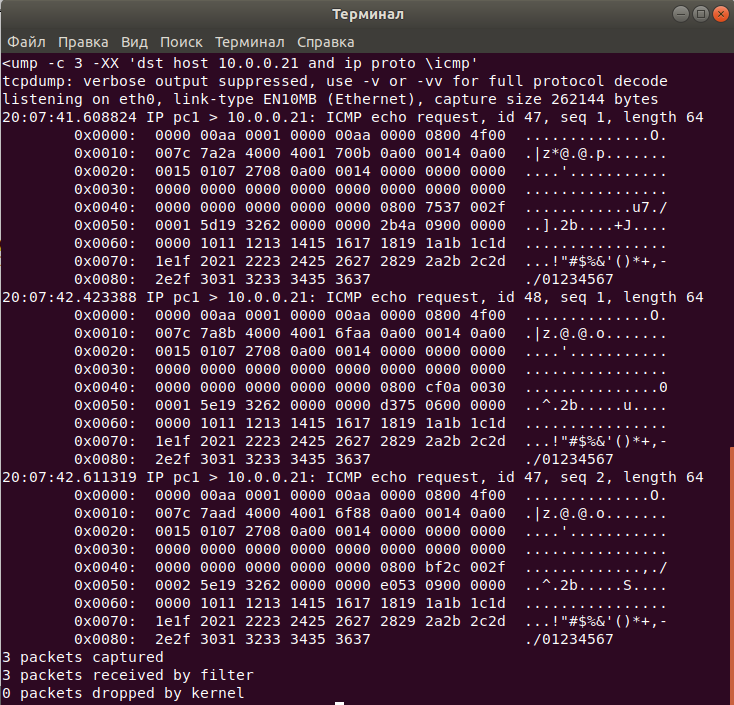 Терминал
Файл Правка Вид Поиск Терминал Справка
<ump -c 3 -XX 'dst host 10.0.0.21 and ip proto \icmp'
tcpdump: verbose output suppressed, use -v or -vv for full protocol decode
listening on eth0, link-type EN10MB (Ethernet), capture size 262144 bytes
20:07:41.608824 IP pc1 > 10.0.0.21: ICMP echo request, id 47, seq 1, length 64
0x0000:  0000 00aa 0001 0000 00aa 0000 0800 4f00  ..............O.
0x0010:  007c 7a2a 4000 4001 700b 0a00 0014 0a00  .|z*@.@.p.......
0x0020:  0015 0107 2708 0a00 0014 0000 0000 0000  ....'...........
0x0030:  0000 0000 0000 0000 0000 0000 0000 0000  ................
0x0040:  0000 0000 0000 0000 0000 0800 7537 002f  ............u7./
0x0050:  0001 5d19 3262 0000 0000 2b4a 0900 0000  ..].2b....+J....
0x0060:  0000 1011 1213 1415 1617 1819 1a1b 1c1d  ................
0x0070:  1e1f 2021 2223 2425 2627 2829 2a2b 2c2d  ...!"#$%&'()*+,-
0x0080:  2e2f 3031 3233 3435 3637  ./01234567
20:07:42.423388 IP pc1 > 10.0.0.21: ICMP echo request, id 48, seq 1, length 64
0x0000:  0000 00aa 0001 0000 00aa 0000 0800 4f00  ..............O.
0x0010:  007c 7a8b 4000 4001 6faa 0a00 0014 0a00  .|z.@.@.o.......
0x0020:  0015 0107 2708 0a00 0014 0000 0000 0000  ....'...........
0x0030:  0000 0000 0000 0000 0000 0000 0000 0000  ................
0x0040:  0000 0000 0000 0000 0000 0800 cf0a 0030  ...............0
0x0050:  0001 5e19 3262 0000 0000 d375 0600 0000  ..^.2b.....u....
0x0060:  0000 1011 1213 1415 1617 1819 1a1b 1c1d  ................
0x0070:  1e1f 2021 2223 2425 2627 2829 2a2b 2c2d  ...!"#$%&'()*+,-
0x0080:  2e2f 3031 3233 3435 3637  ./01234567
20:07:42.611319 IP pc1 > 10.0.0.21: ICMP echo request, id 47, seq 2, length 64
0x0000:  0000 00aa 0001 0000 00aa 0000 0800 4f00  ..............O.
0x0010:  007c 7aad 4000 4001 6f88 0a00 0014 0a00  .|z.@.@.o.......
0x0020:  0015 0107 2708 0a00 0014 0000 0000 0000  ....'...........
0x0030:  0000 0000 0000 0000 0000 0000 0000 0000  ................
0x0040:  0000 0000 0000 0000 0000 0800 bf2c 002f  .............,./
0x0050:  0002 5e19 3262 0000 0000 e053 0900 0000  ..^.2b.....S....
0x0060:  0000 1011 1213 1415 1617 1819 1a1b 1c1d  ................
0x0070:  1e1f 2021 2223 2425 2627 2829 2a2b 2c2d  ...!"#$%&'()*+,-
0x0080:  2e2f 3031 3233 3435 3637  ./01234567
3 packets captured
3 packets received by filter
0 packets dropped by kernel